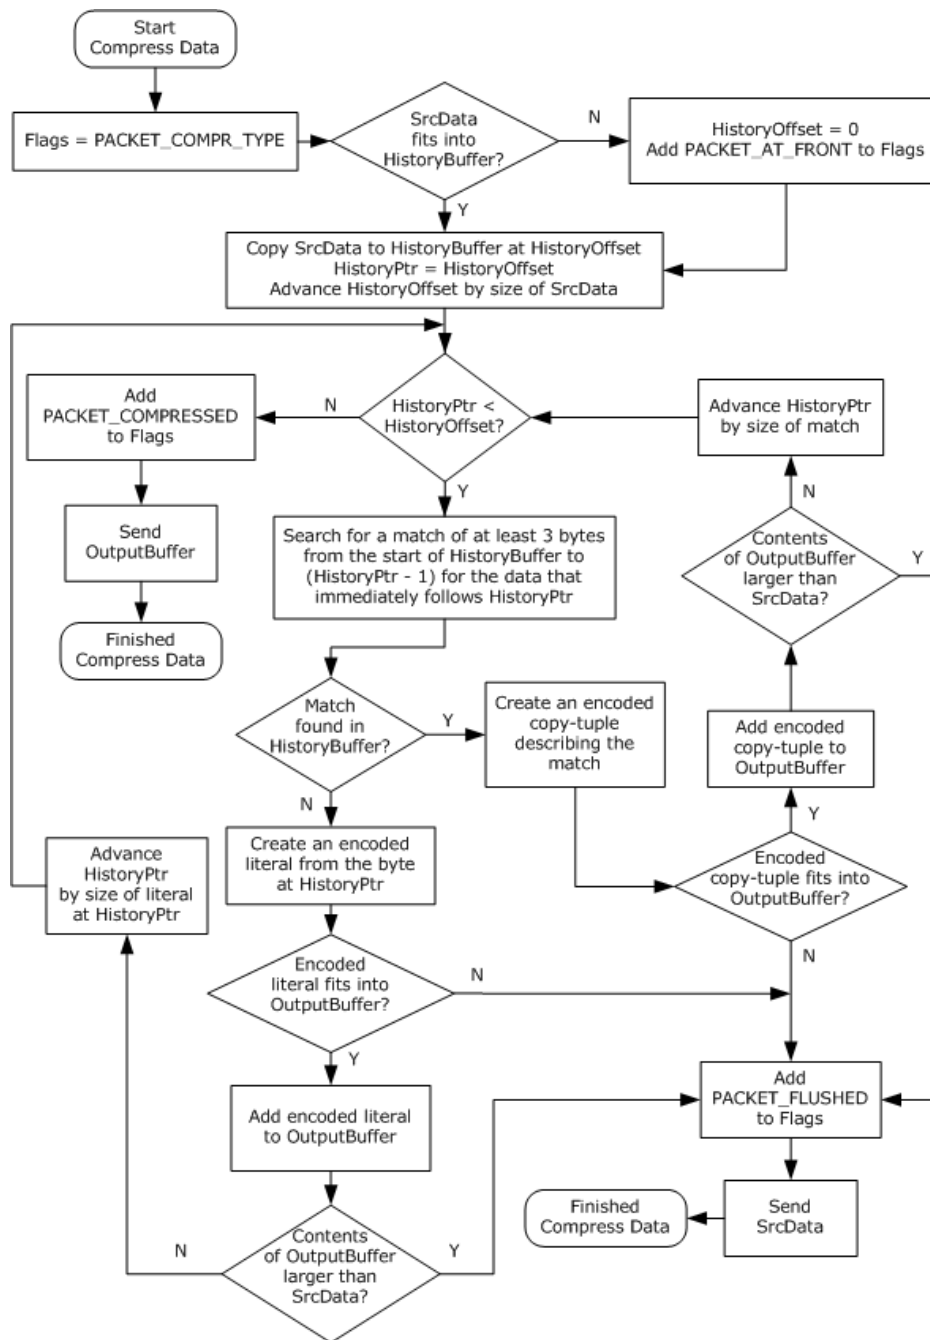 Start
Compress Data
Flags = PACKET_COMPR_TYPE
SrcData
fits into
HistoryBuffer?
N
HistoryOffset = 0
Add PACKET_AT_FRONT to Flags
Y
Copy SrcData to HistoryBuffer at HistoryOffset
HistoryPtr = HistoryOffset
Advance HistoryOffset by size of SrcData
HistoryPtr <
HistoryOffset?
N
Add
PACKET_COMPRESSED
to Flags
Send
OutputBuffer
Finished
Compress Data
Y
Search for a match of at least 3 bytes
from the start of HistoryBuffer to
(HistoryPtr - 1) for the data that
immediately follows HistoryPtr
Advance HistoryPtr
by size of match
N
Contents
of OutputBuffer
larger than
SrcData?
Y
Match
found in
HistoryBuffer?
Y
Create an encoded
copy-tuple
describing the
match
Add encoded
copy-tuple to
OutputBuffer
Y
Encoded
copy-tuple fits into
OutputBuffer?
N
N
Create an encoded
literal from the byte
at HistoryPtr
Advance
HistoryPtr
by size of literal
at HistoryPtr
Encoded
literal fits into
OutputBuffer?
N
Y
Add encoded literal
to OutputBuffer
Add
PACKET_FLUSHED
to Flags
Send
SrcData
Finished
Compress Data
Contents
of OutputBuffer
larger than
SrcData?
N
Y